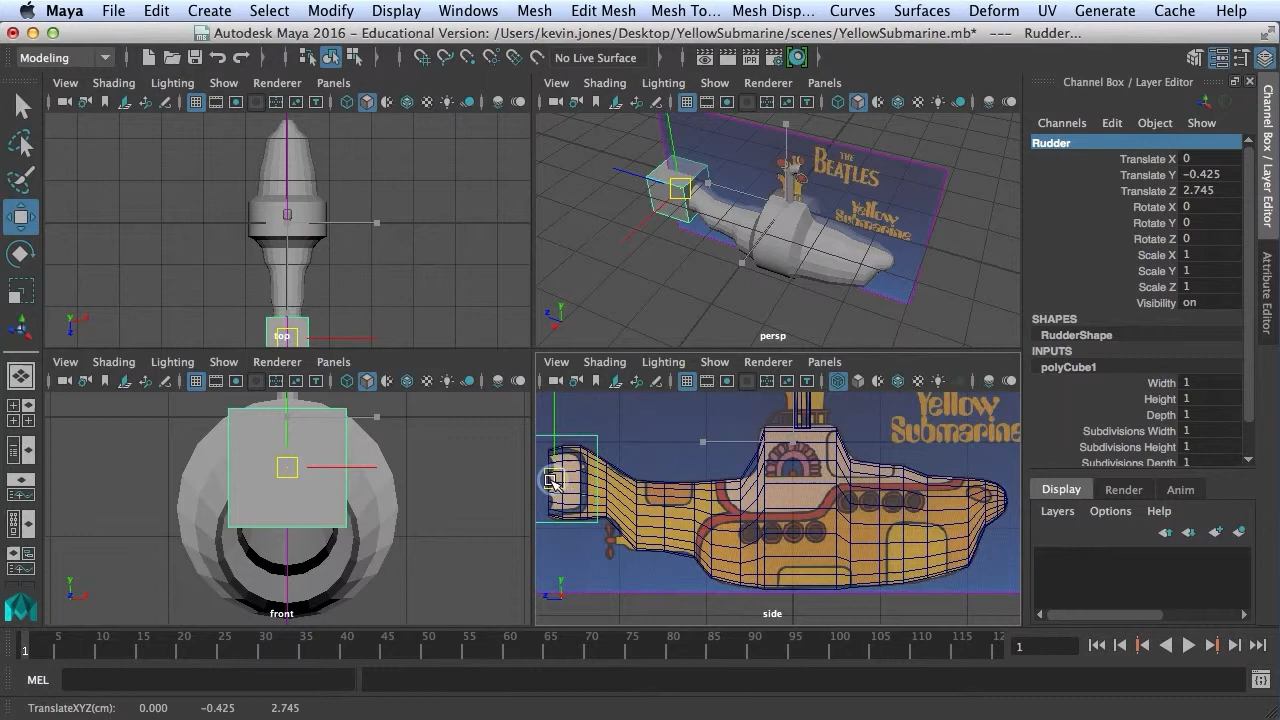 Maya File Edit Create Select Modify Display Windows Mesh Edit Mesh Mesh To... Mesh Disp... Curves Surfaces Deform UV Generate Cache Help
Autodesk Maya 2016 - Educational Version: /Users/kevin.jones/Desktop/YellowSubmarine/scenes/YellowSubmarine.mb* --- Rudder...
Modeling No Live Surface IPR
View Shading Lighting Show Renderer Panels
View Shading Lighting Show Renderer Panels
top
THE
BEATLES
Yellow
Submarine
persp
View Shading Lighting Show Renderer Panels
View Shading Lighting Show Renderer Panels
front
Yellow
Submarine
side
Channel Box / Layer Editor
Channels Edit Object Show
Rudder
Translate X 0
Translate Y -0.425
Translate Z 2.745
Rotate X 0
Rotate Y 0
Rotate Z 0
Scale X 1
Scale Y 1
Scale Z 1
Visibility on
SHAPES
RudderShape
INPUTS
polyCube1
Width 1
Height 1
Depth 1
Subdivisions Width 1
Subdivisions Height 1
Subdivisions Depth 1
Display Render Anim
Layers Options Help
Channel Box / Layer Editor
Attribute Editor
1 5 10 15 20 25 30 35 40 45 50 55 60 65 70 75 80 85 90 95 100 105 110 115 12
1
MEL
TranslateXYZ(cm): 0.000 -0.425 2.745